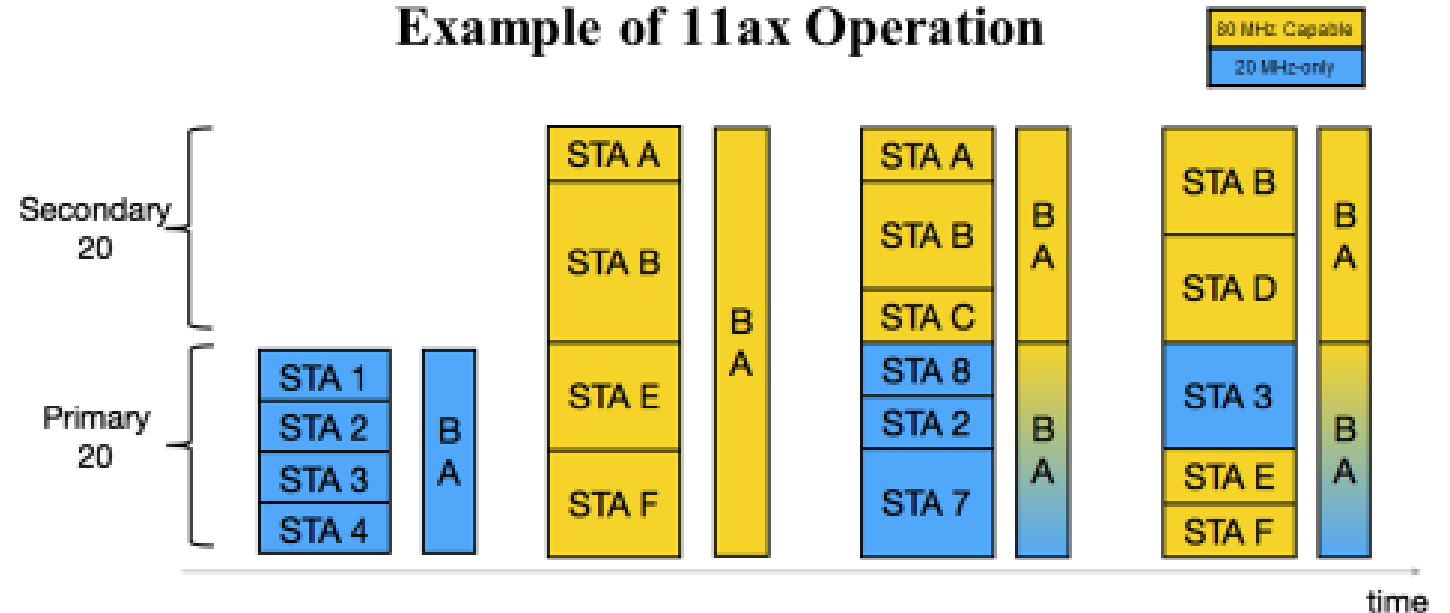 Example of 11ax Operation
80 MHz Capable
20 MHz-only
Secondary
20
Primary
20
STA 1
STA 2
STA 3
STA 4
B
A
STA A
STA B
STA E
STA F
B
A
STA A
STA B
STA C
STA 8
STA 2
STA 7
B
A
B
A
STA B
STA D
STA 3
STA E
STA F
B
A
B
A
time